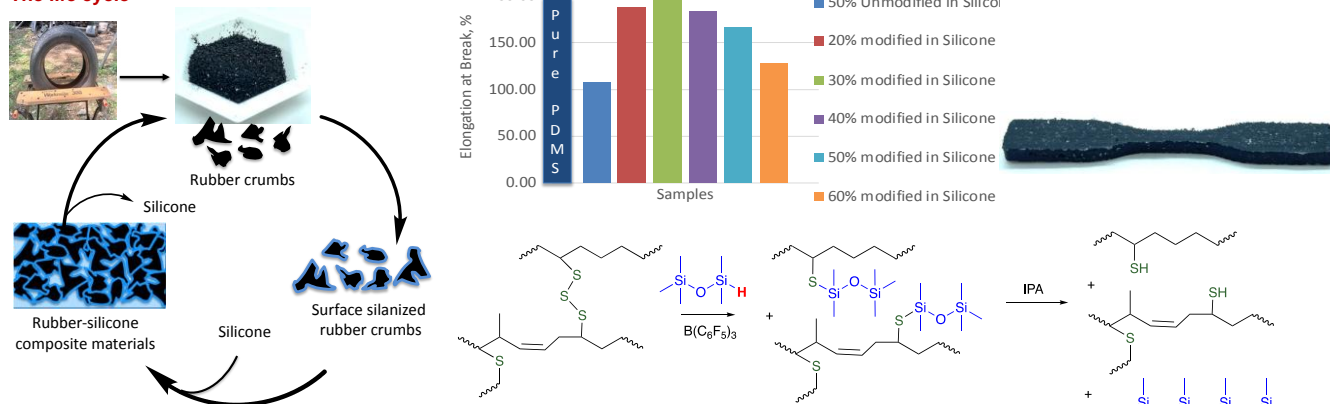 The life cycle
Rubber crumbs
Silicone
Rubber-silicone
composite materials
Silicone
Surface silanized
rubber crumbs
Elongation at Break, %
150.00
100.00
50.00
0.00
Pure PDMS
Samples
50% Unmodified in Silicon
20% modified in Silicone
30% modified in Silicone
40% modified in Silicone
50% modified in Silicone
60% modified in Silicone
S
S
S
S
Si
O
Si
H
B(C₆F₅)₃
+
S
Si
O
Si
S
Si
O
Si
S
IPA
SH
+
SH
S
+
Si
Si
Si
Si